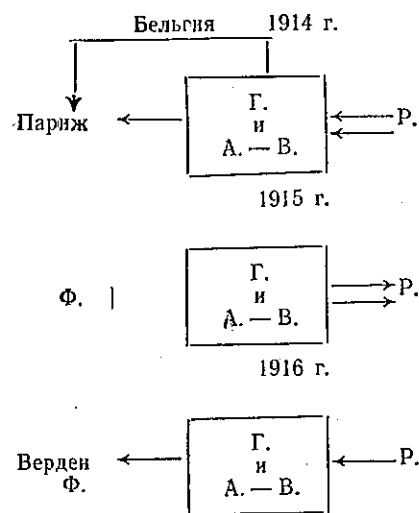 Бельгия 1914 г.
Париж
Г.
и
А. — В.
Р.
1915 г.
Ф.
Г.
и
А. — В.
Р.
1916 г.
Верден
Ф.
Г.
и
А. — В.
Р.